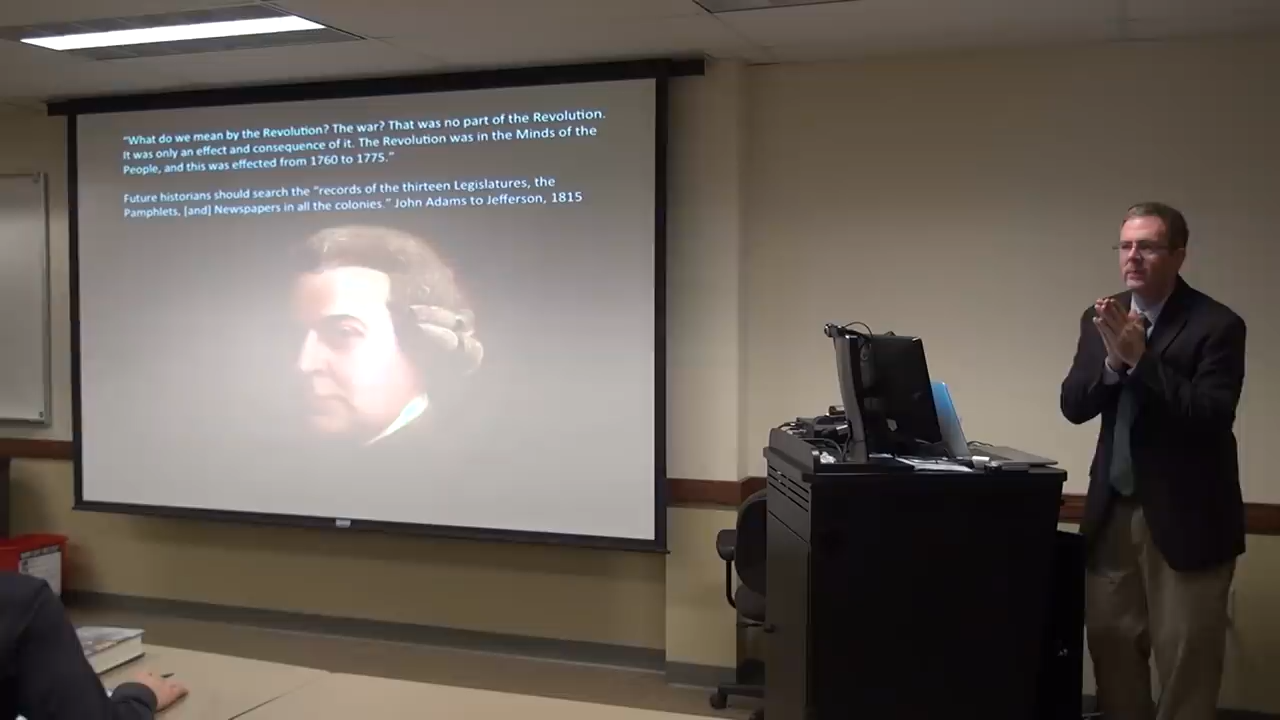 "What do we mean by the Revolution? The war? That was no part of the Revolution.
It was only an effect and consequence of it. The Revolution was in the Minds of the
People, and this was effected from 1760 to 1775."
Future historians should search the "records of the thirteen Legislatures, the
Pamphlets, [and] Newspapers in all the colonies." John Adams to Jefferson, 1815